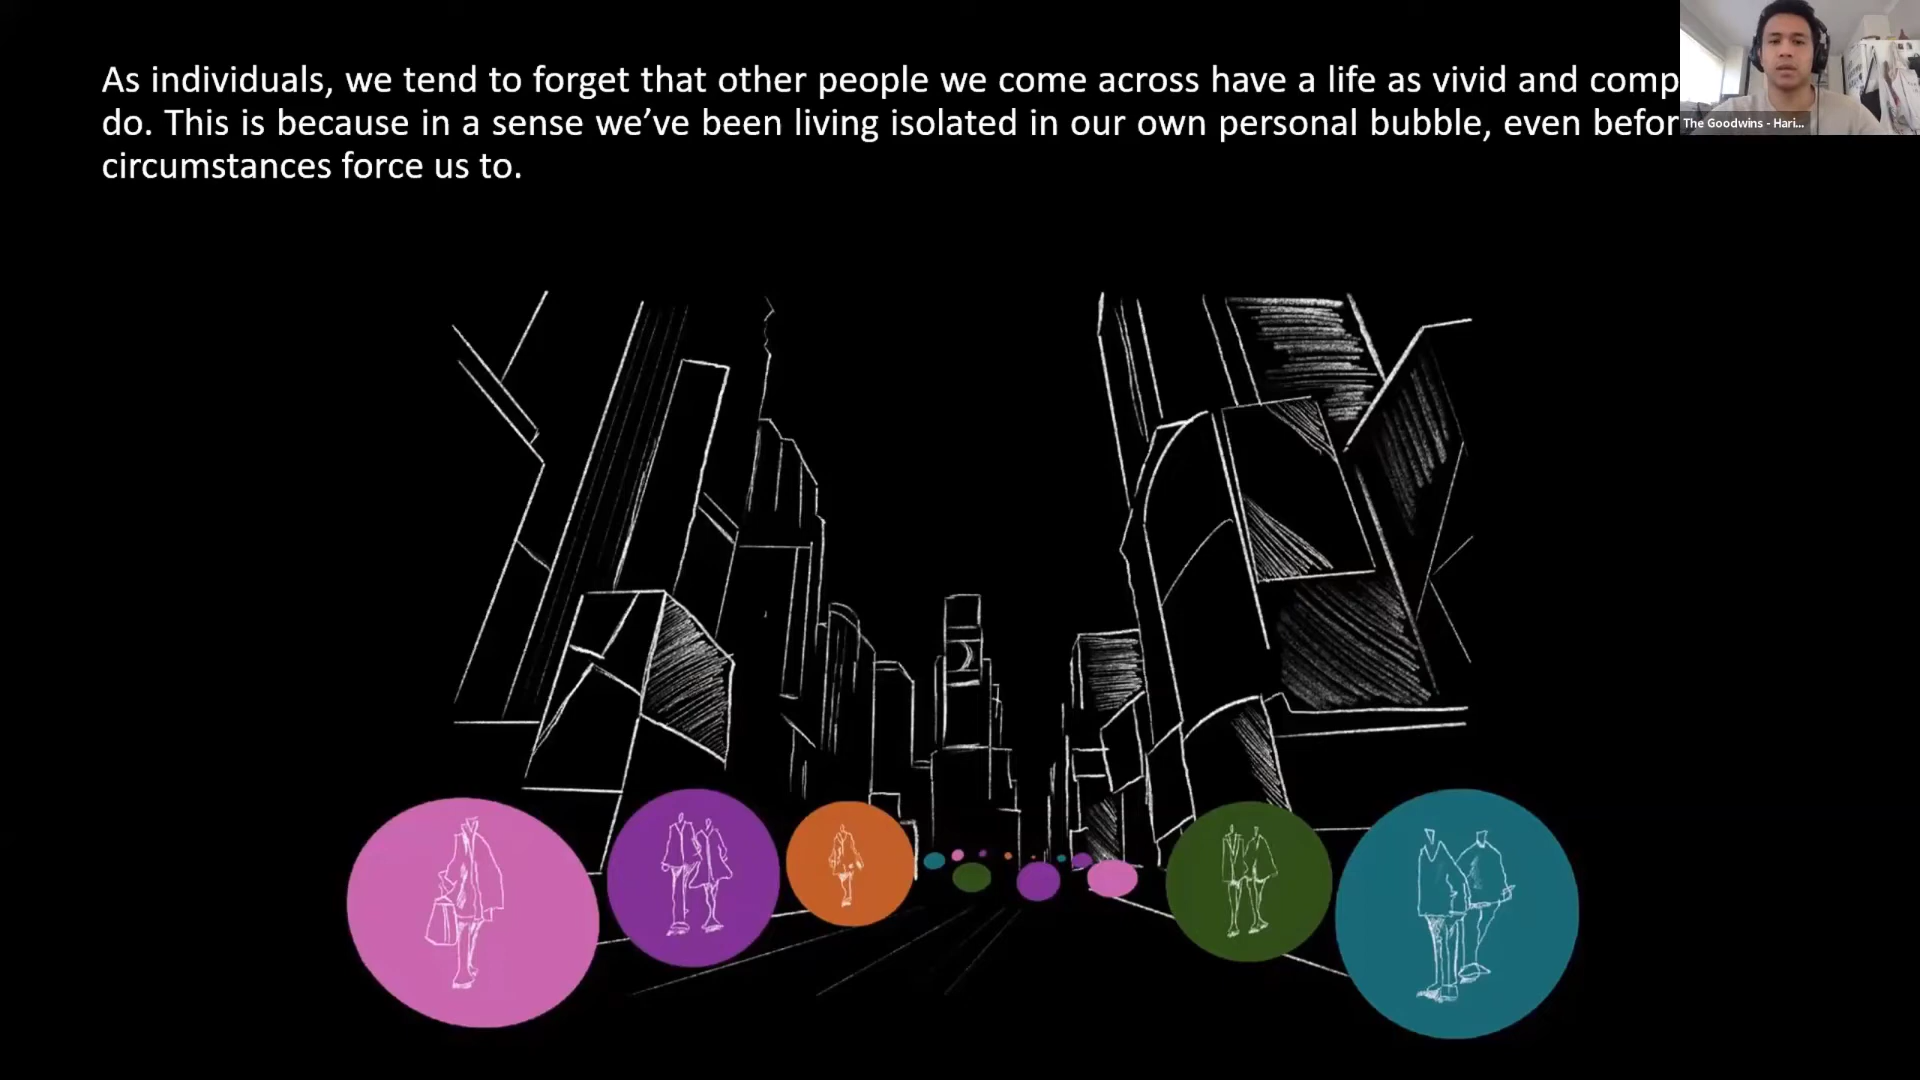 As individuals, we tend to forget that other people we come across have a life as vivid and comp
do. This is because in a sense we’ve been living isolated in our own personal bubble, even befor
circumstances force us to.
The Goodwins - Hari...